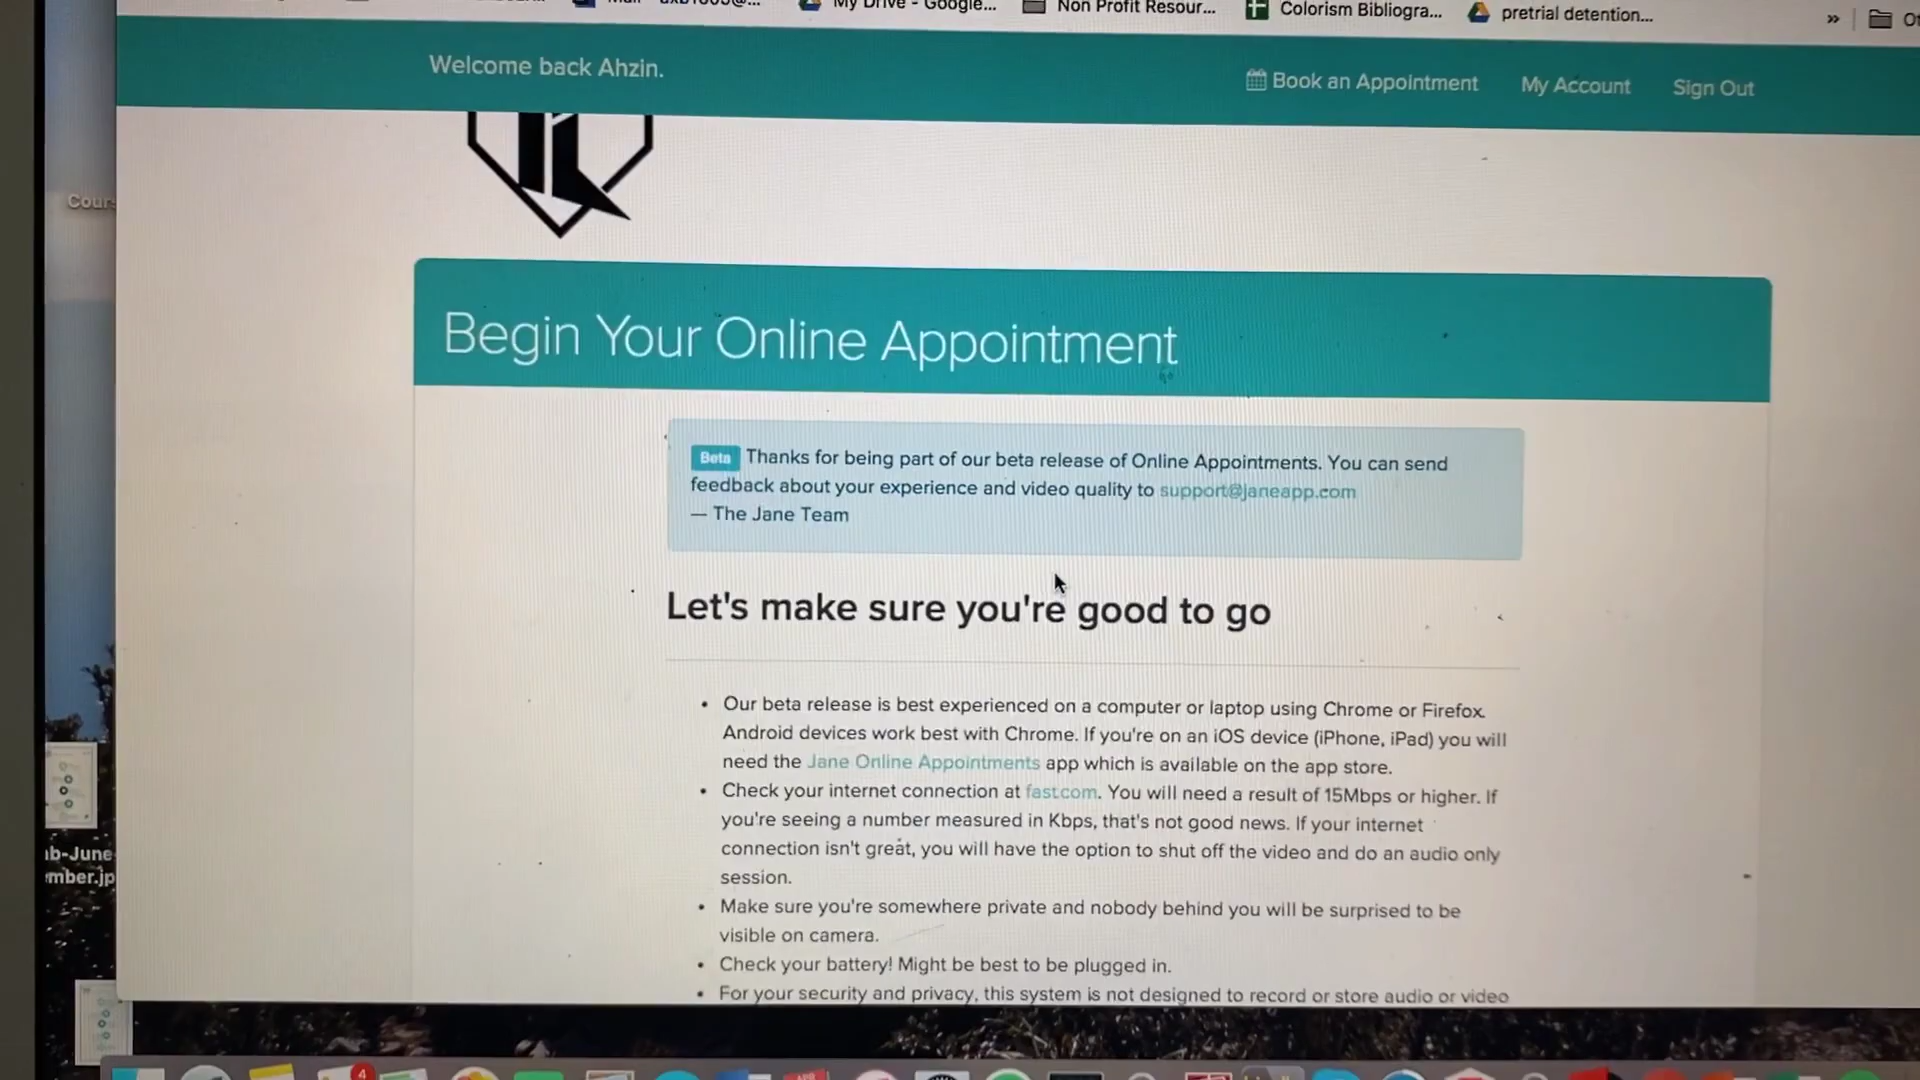 My Drive - Google...
Non Profit Resour...
Colorism Bibliogra...
pretrial detention...
»
Welcome back Ahzin.
Book an Appointment
My Account
Sign Out
Cour
Begin Your Online Appointment
Beta Thanks for being part of our beta release of Online Appointments. You can send
feedback about your experience and video quality to support@janeapp.com
— The Jane Team
Let's make sure you're good to go
• Our beta release is best experienced on a computer or laptop using Chrome or Firefox.
Android devices work best with Chrome. If you're on an iOS device (iPhone, iPad) you will
need the Jane Online Appointments app which is available on the app store.
• Check your internet connection at fast.com. You will need a result of 15Mbps or higher. If
you're seeing a number measured in Kbps, that's not good news. If your internet
connection isn't great, you will have the option to shut off the video and do an audio only
session.
• Make sure you're somewhere private and nobody behind you will be surprised to be
visible on camera.
• Check your battery! Might be best to be plugged in.
• For your security and privacy, this system is not designed to record or store audio or video
b-June
mber.jp
4